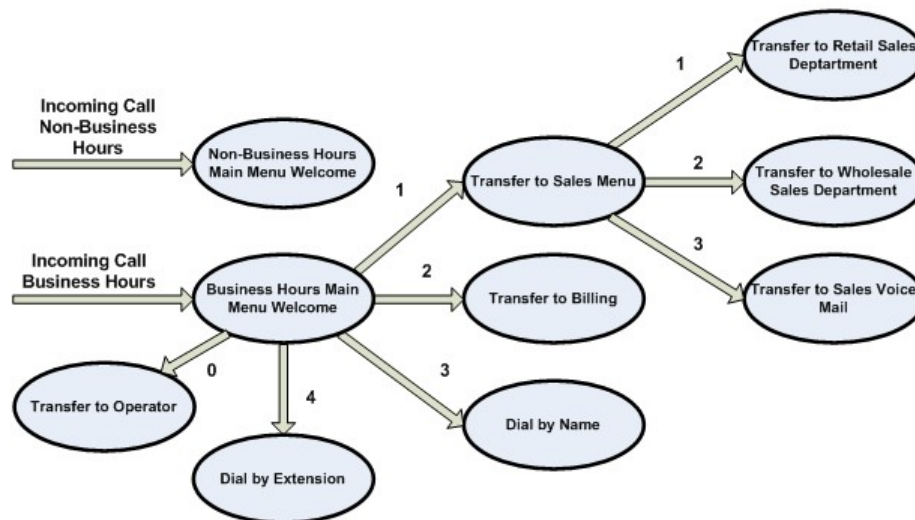 Transfer to Retail Sales
Deptartment
1
Incoming Call
Non-Business
Hours
Non-Business Hours
Main Menu Welcome
1
Transfer to Sales Menu
2
Transfer to Wholesale
Sales Department
3
Incoming Call
Business Hours
Business Hours Main
Menu Welcome
2
Transfer to Billing
Transfer to Sales Voice
Mail
0
Transfer to Operator
4
3
Dial by Name
Dial by Extension